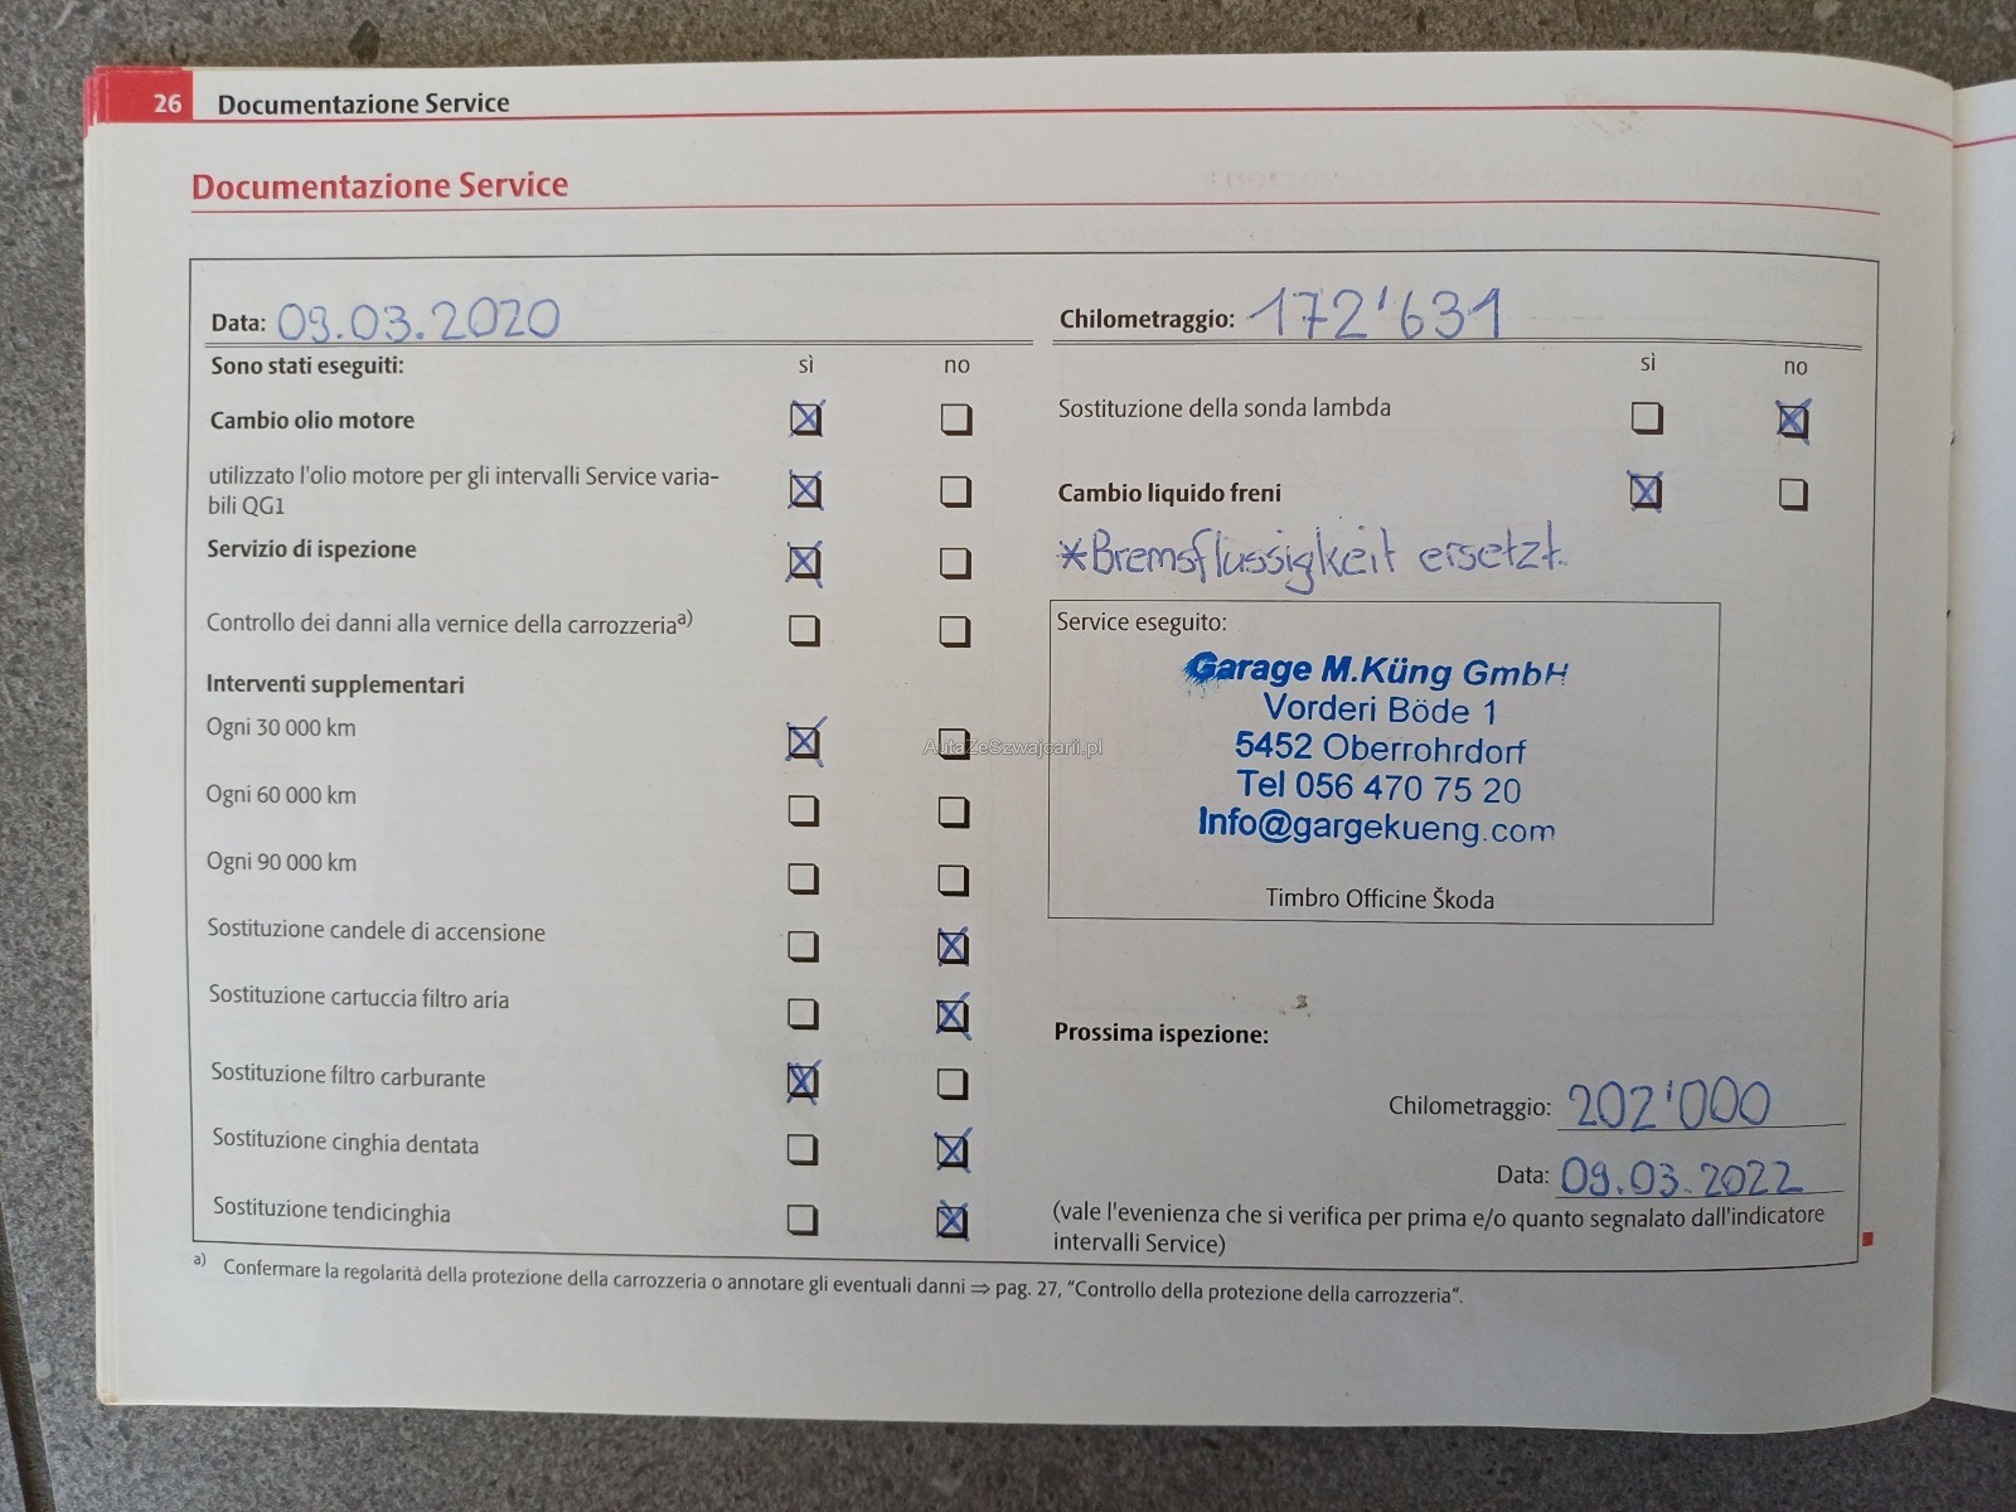 26 Documentazione Service
Documentazione Service
Data: 09.03.2020
Sono stati eseguiti: sì no
Cambio olio motore
utilizzato l'olio motore per gli intervalli Service varia-
bili QG1
Servizio di ispezione
Controllo dei danni alla vernice della carrozzeria a)
Interventi supplementari
Ogni 30 000 km
Ogni 60 000 km
Ogni 90 000 km
Sostituzione candele di accensione
Sostituzione cartuccia filtro aria
Sostituzione filtro carburante
Sostituzione cinghia dentata
Sostituzione tendicinghia
Chilometraggio: 172'631
sì no
Sostituzione della sonda lambda
Cambio liquido freni
*Bremsflüssigkeit ersetzt.
Service eseguito:
Garage M.Küng GmbH
Vorderi Böde 1
5452 Oberrohrdorf
Tel 056 470 75 20
Info@gargekueng.com
Timbro Officine Škoda
Prossima ispezione:
Chilometraggio: 202'000
Data: 09.03.2022
(vale l'evenienza che si verifica per prima e/o quanto segnalato dall'indicatore
intervalli Service)
a) Confermare la regolarità della protezione della carrozzeria o annotare gli eventuali danni ⇒ pag. 27, "Controllo della protezione della carrozzeria".
AutaZeSzwajcarii.pl